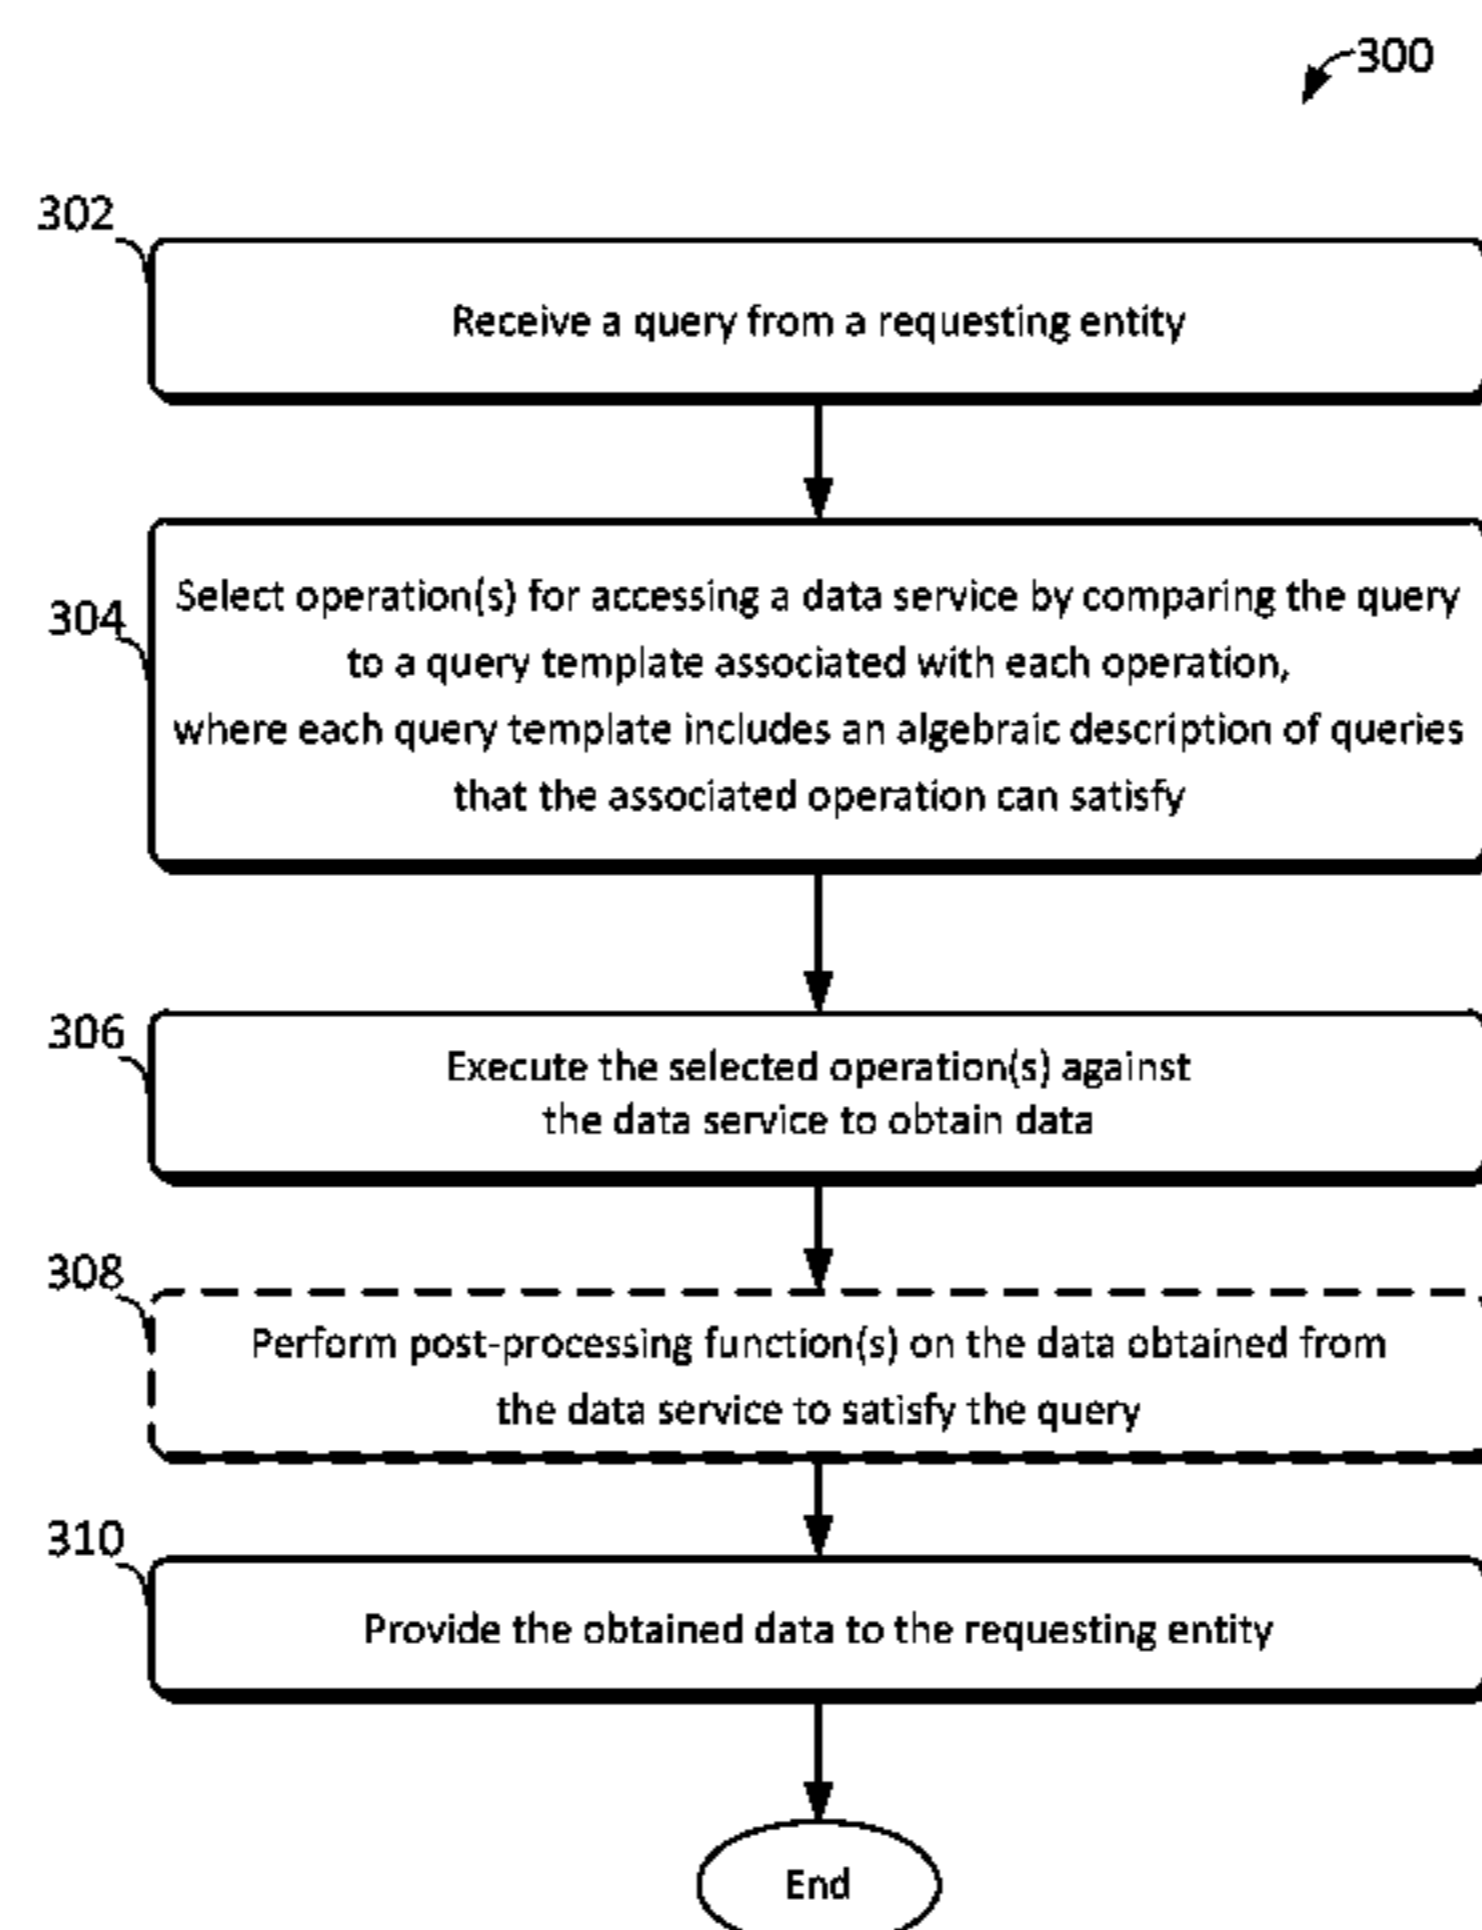 300
302
Receive a query from a requesting entity
304
Select operation(s) for accessing a data service by comparing the query
to a query template associated with each operation,
where each query template includes an algebraic description of queries
that the associated operation can satisfy
306
Execute the selected operation(s) against
the data service to obtain data
308
Perform post-processing function(s) on the data obtained from
the data service to satisfy the query
310
Provide the obtained data to the requesting entity
End